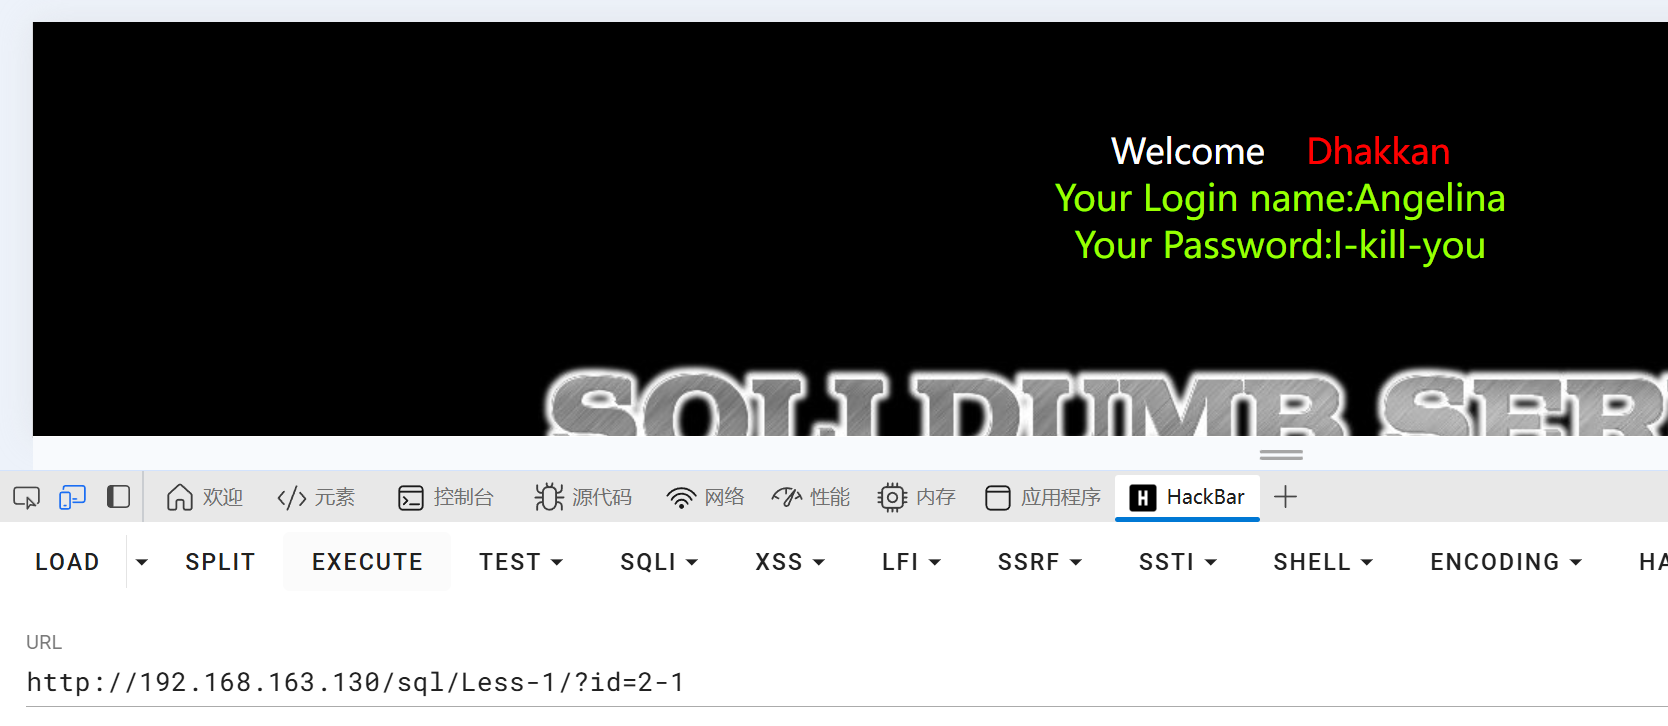 Welcome Dhakkan
Your Login name:Angelina
Your Password:I-kill-you
SQLI DUMB SER
欢迎 元素 控制台 源代码 网络 性能 内存 应用程序 HackBar
LOAD SPLIT EXECUTE TEST SQLI XSS LFI SSRF SSTI SHELL ENCODING HA
URL
http://192.168.163.130/sql/Less-1/?id=2-1